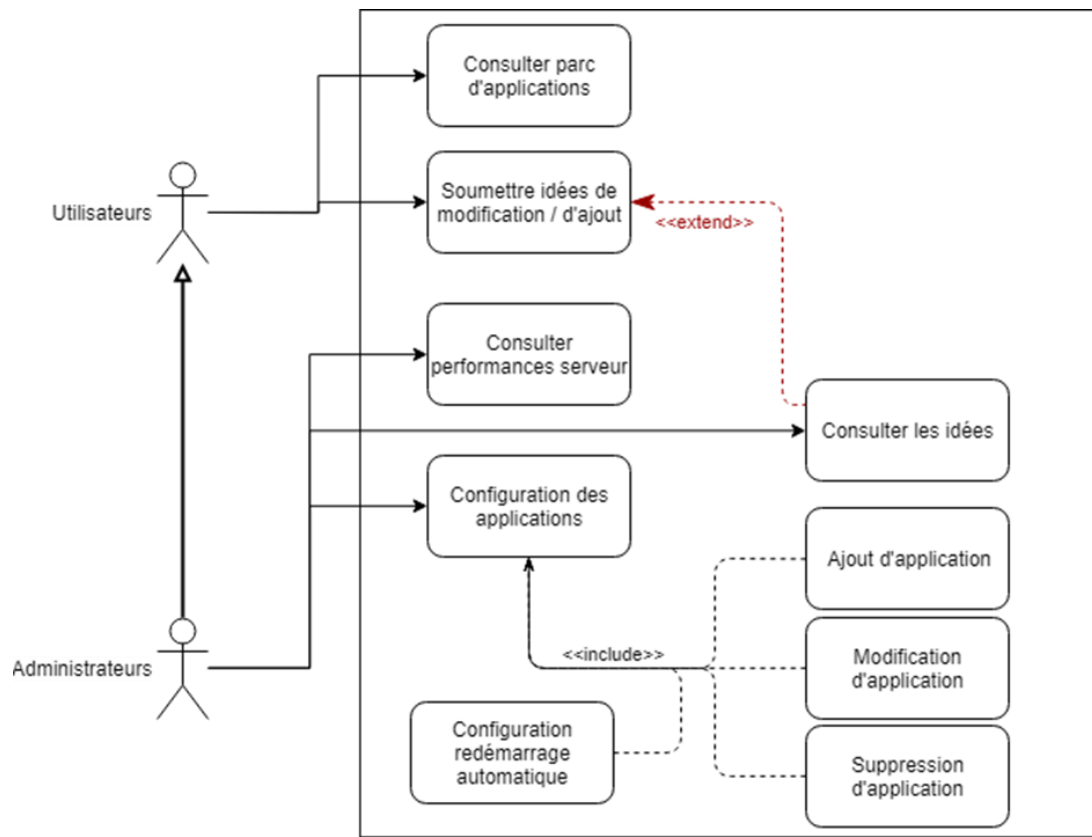 Consulter parc
d'applications
Utilisateurs
Soumettre idées de
modification / d'ajout
<<extend>>
Consulter
performances serveur
Consulter les idées
Configuration des
applications
Ajout d'application
<<include>>
Administrateurs
Modification
d'application
Configuration
redémarrage
automatique
Suppression
d'application